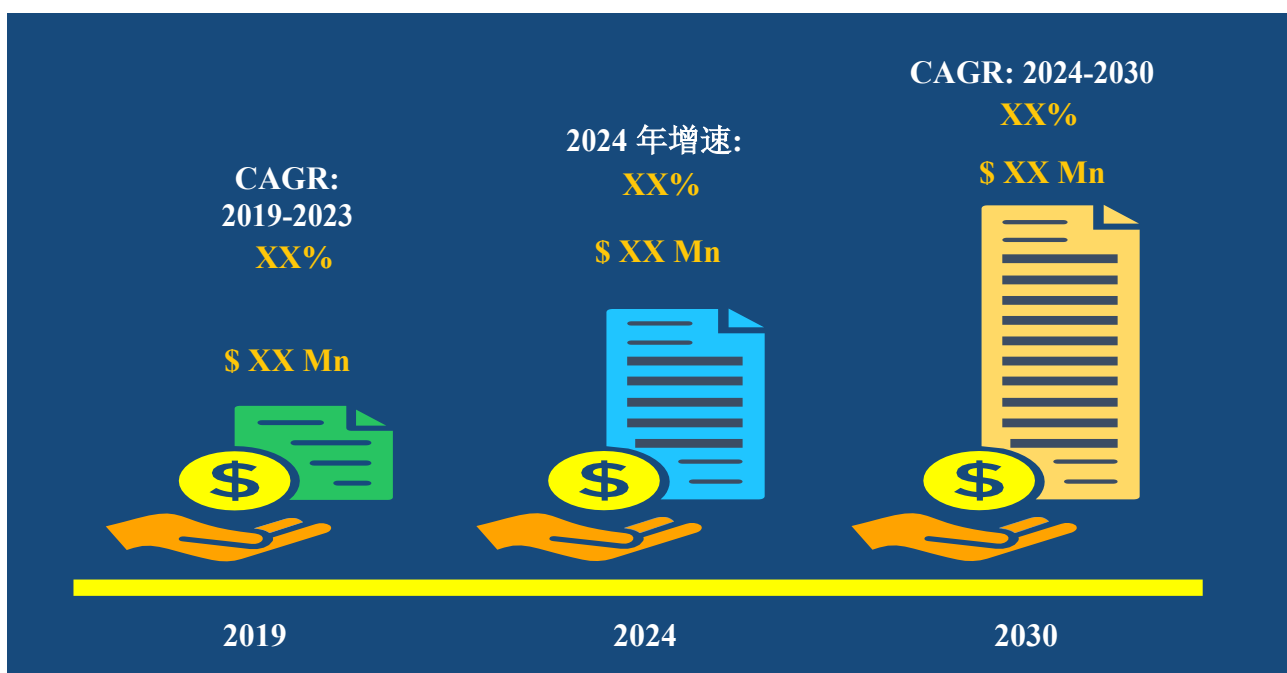 CAGR:
2019-2023
XX%
$ XX Mn
2024 年增速:
XX%
$ XX Mn
CAGR: 2024-2030
XX%
$ XX Mn
$
$
$
2019
2024
2030